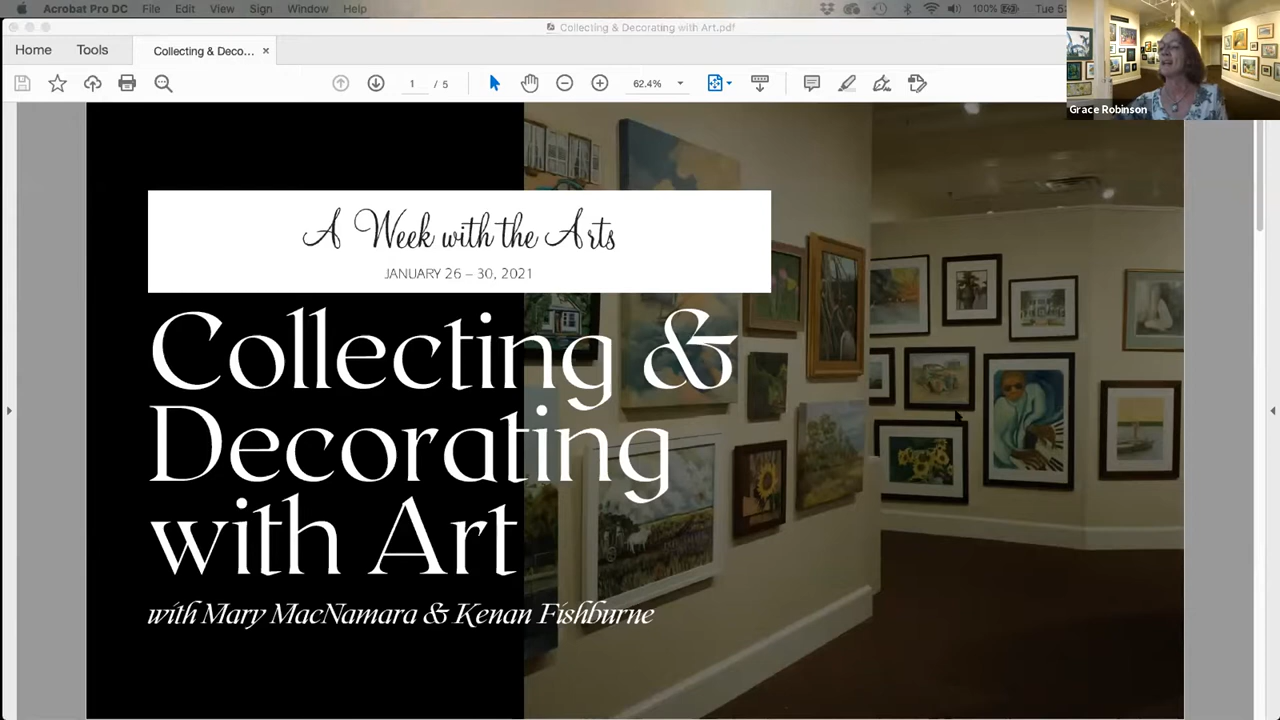 Acrobat Pro DC File Edit View Sign Window Help 100% Tue 5
Collecting & Decorating with Art.pdf
Home Tools Collecting & Deco... ×
1 / 5 62.4%
Grace Robinson
A Week with the Arts
JANUARY 26 – 30, 2021
Collecting &
Decorating
with Art
with Mary MacNamara & Kenan Fishburne